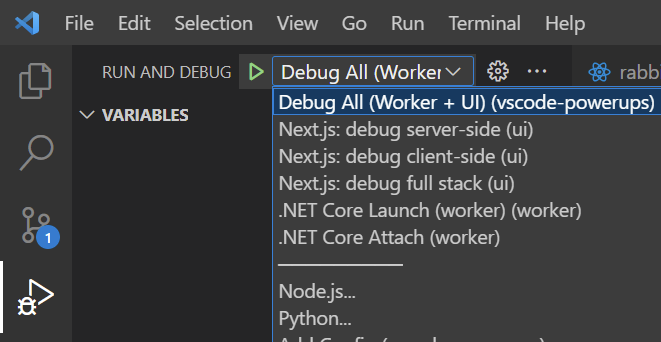 File Edit Selection View Go Run Terminal Help
RUN AND DEBUG Debug All (Worker
VARIABLES
Debug All (Worker + UI) (vscode-powerups)
Next.js: debug server-side (ui)
Next.js: debug client-side (ui)
Next.js: debug full stack (ui)
.NET Core Launch (worker) (worker)
.NET Core Attach (worker)
1
Node.js...
Python...
Add Config